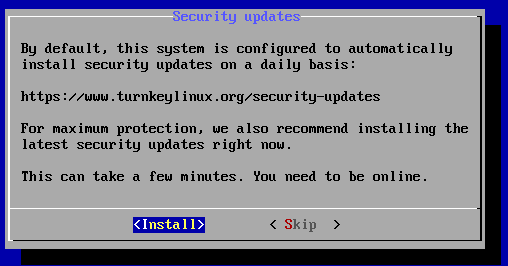 Security updates
By default, this system is configured to automatically
install security updates on a daily basis:
https://www.turnkeylinux.org/security-updates
For maximum protection, we also recommend installing the
latest security updates right now.
This can take a few minutes. You need to be online.
<Install> < Skip >